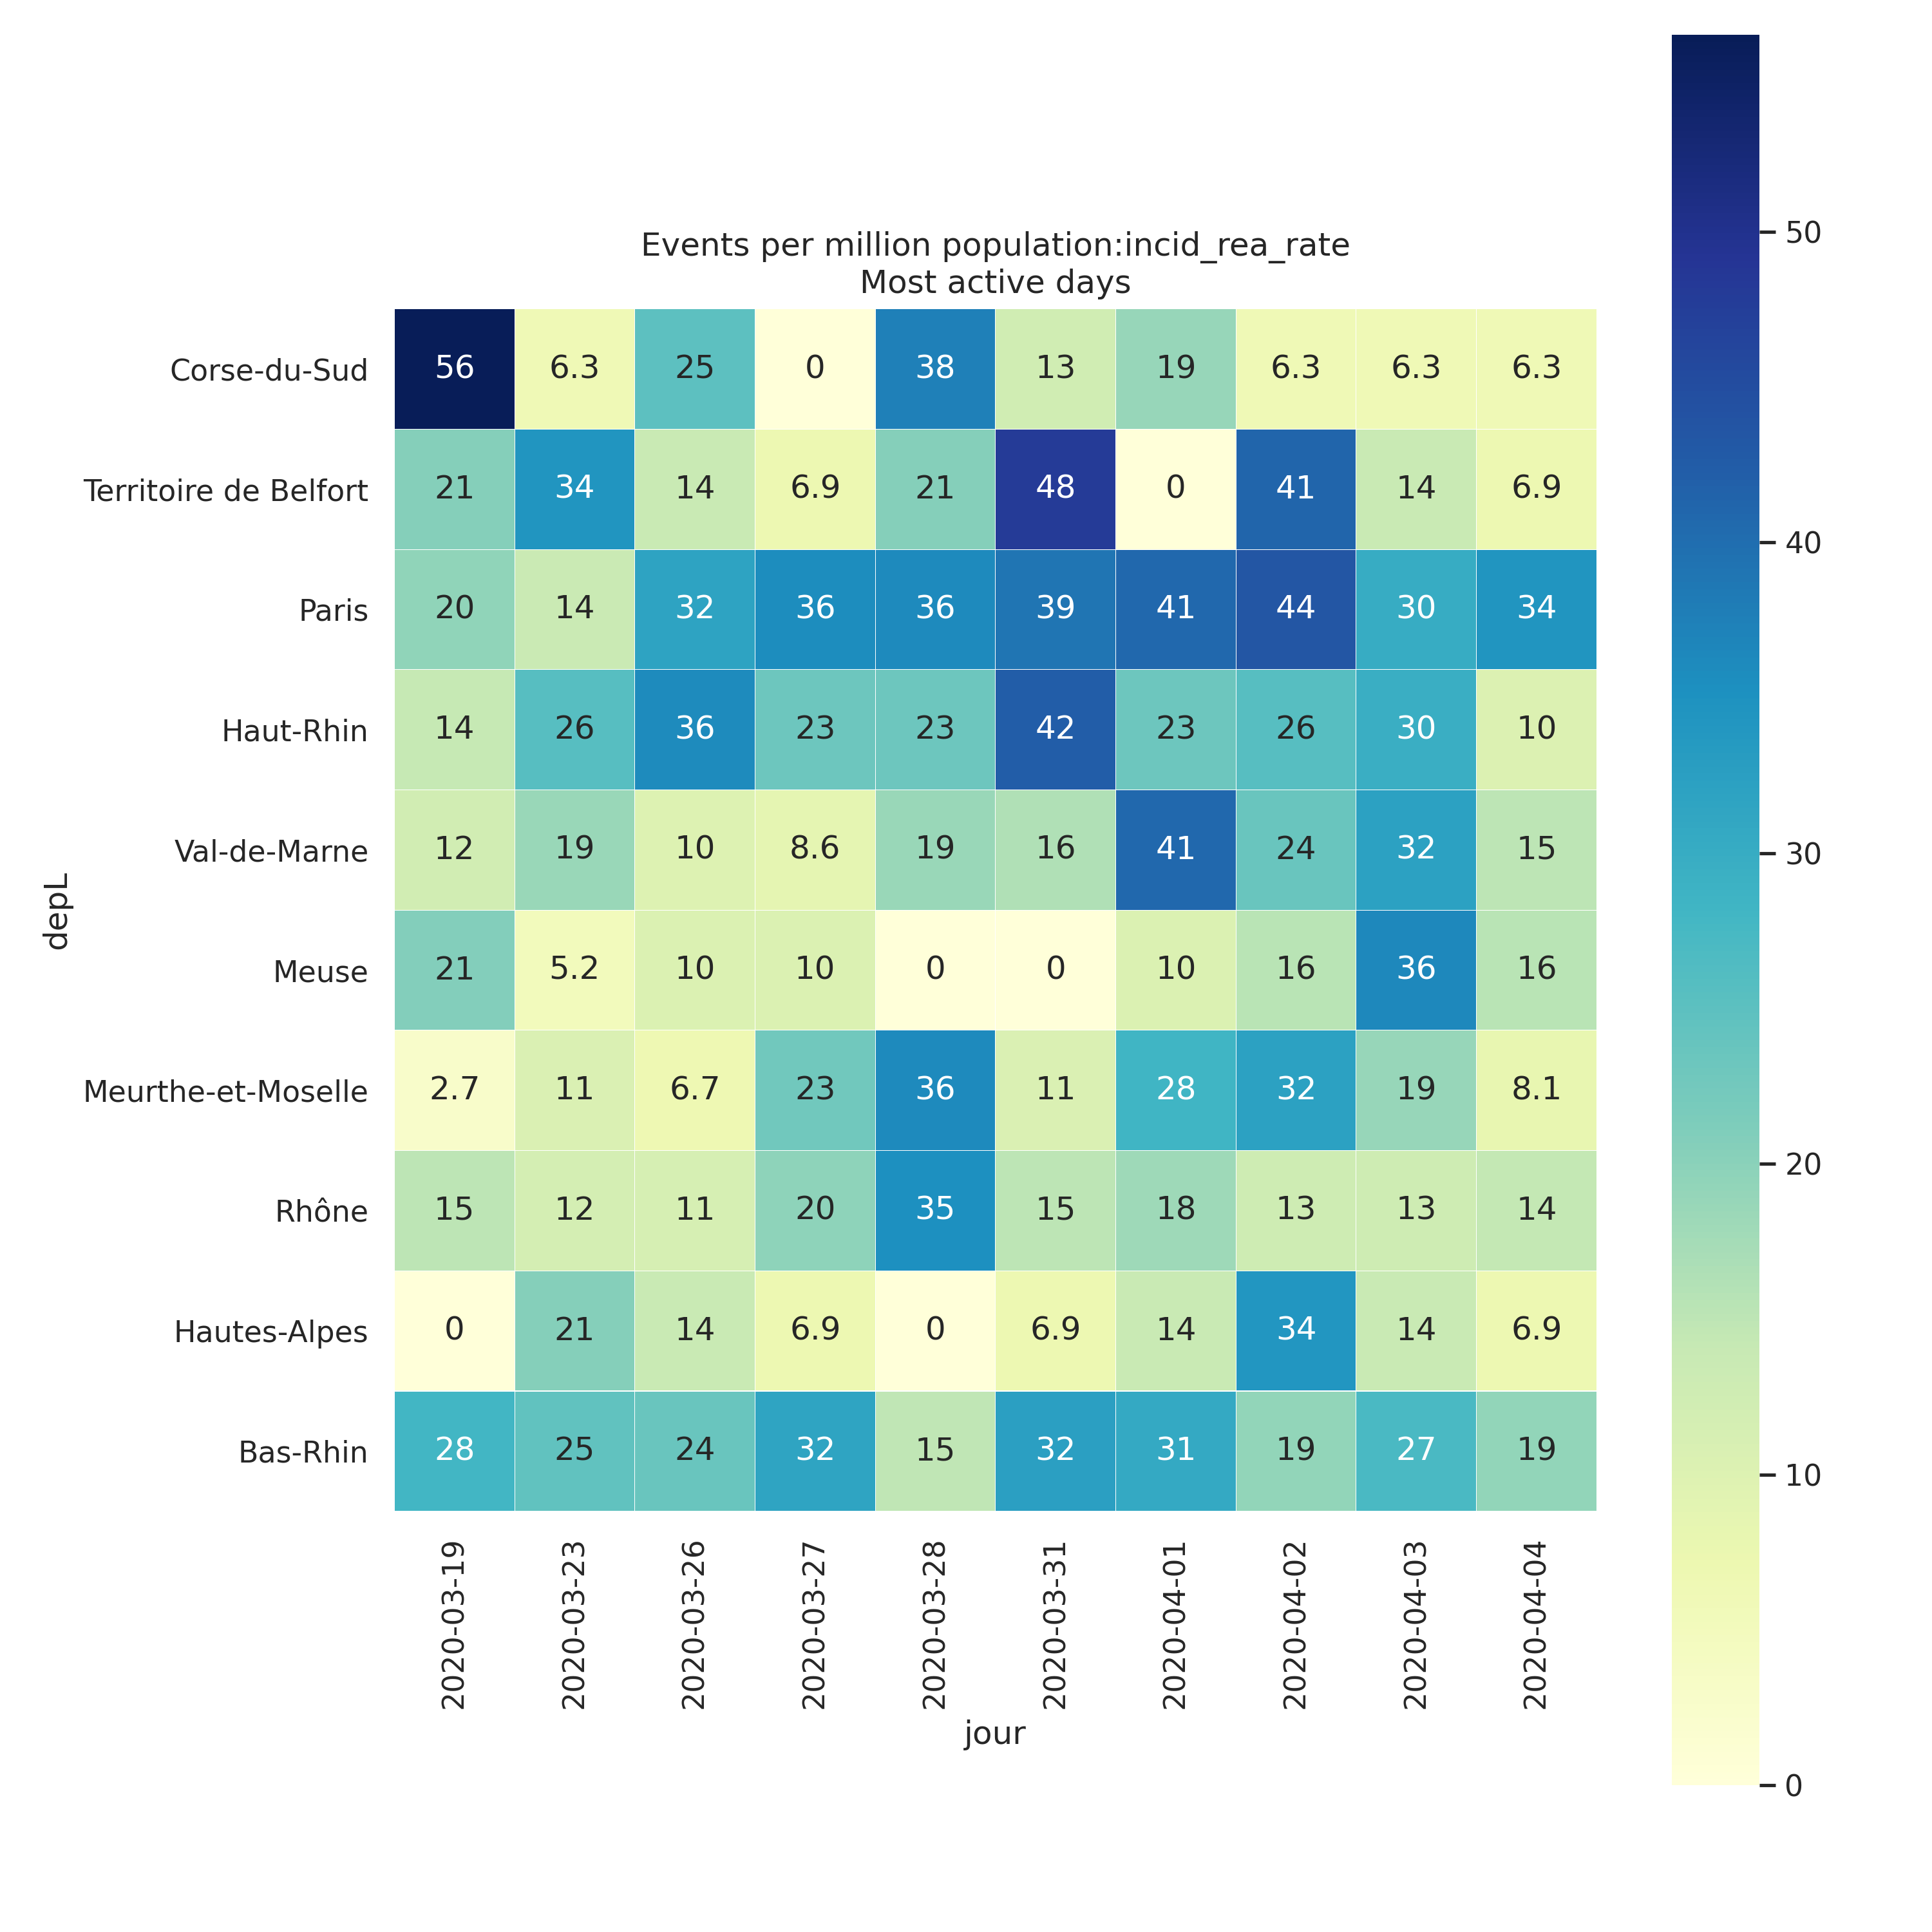 Events per million population:incid_rea_rate
Most active days
depL
Corse-du-Sud 56 6.3 25 0 38 13 19 6.3 6.3 6.3
Territoire de Belfort 21 34 14 6.9 21 48 0 41 14 6.9
Paris 20 14 32 36 36 39 41 44 30 34
Haut-Rhin 14 26 36 23 23 42 23 26 30 10
Val-de-Marne 12 19 10 8.6 19 16 41 24 32 15
Meuse 21 5.2 10 10 0 0 10 16 36 16
Meurthe-et-Moselle 2.7 11 6.7 23 36 11 28 32 19 8.1
Rhône 15 12 11 20 35 15 18 13 13 14
Hautes-Alpes 0 21 14 6.9 0 6.9 14 34 14 6.9
Bas-Rhin 28 25 24 32 15 32 31 19 27 19
2020-03-19 2020-03-23 2020-03-26 2020-03-27 2020-03-28 2020-03-31 2020-04-01 2020-04-02 2020-04-03 2020-04-04
jour
50
40
30
20
10
0